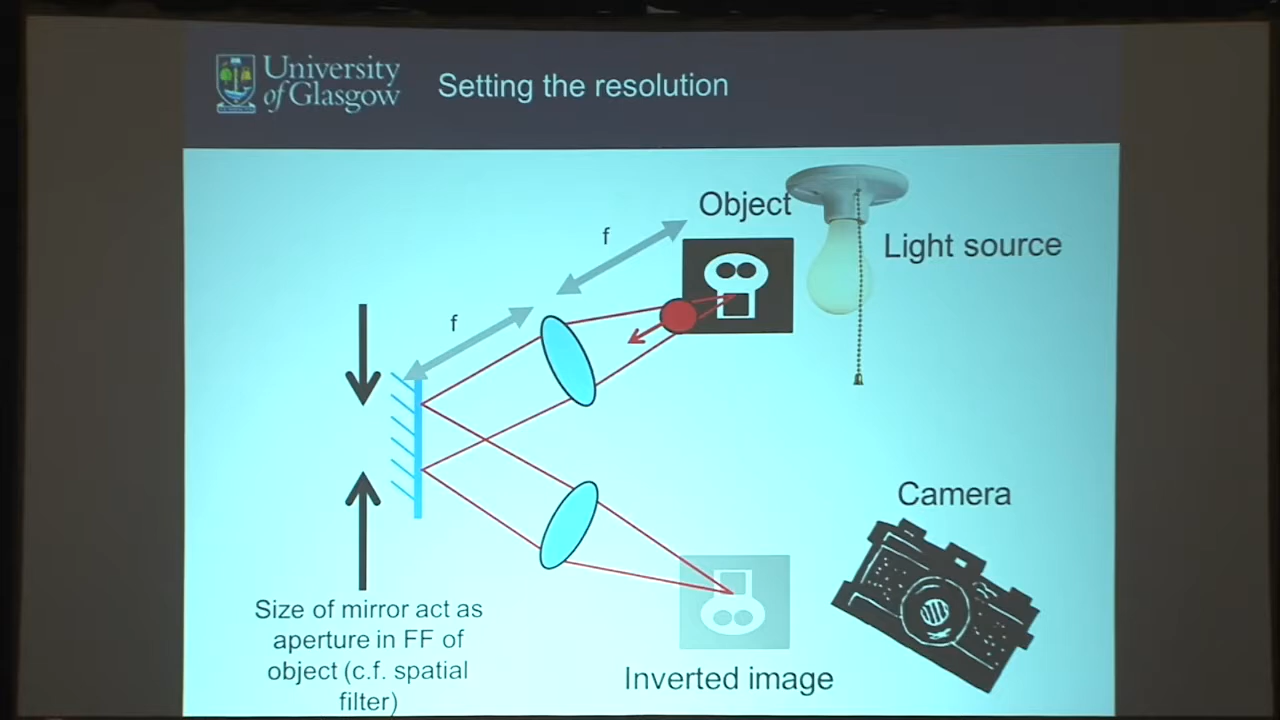 University
of Glasgow
Setting the resolution
Object
f
Light source
f
Camera
Size of mirror act as
aperture in FF of
object (c.f. spatial
filter)
Inverted image